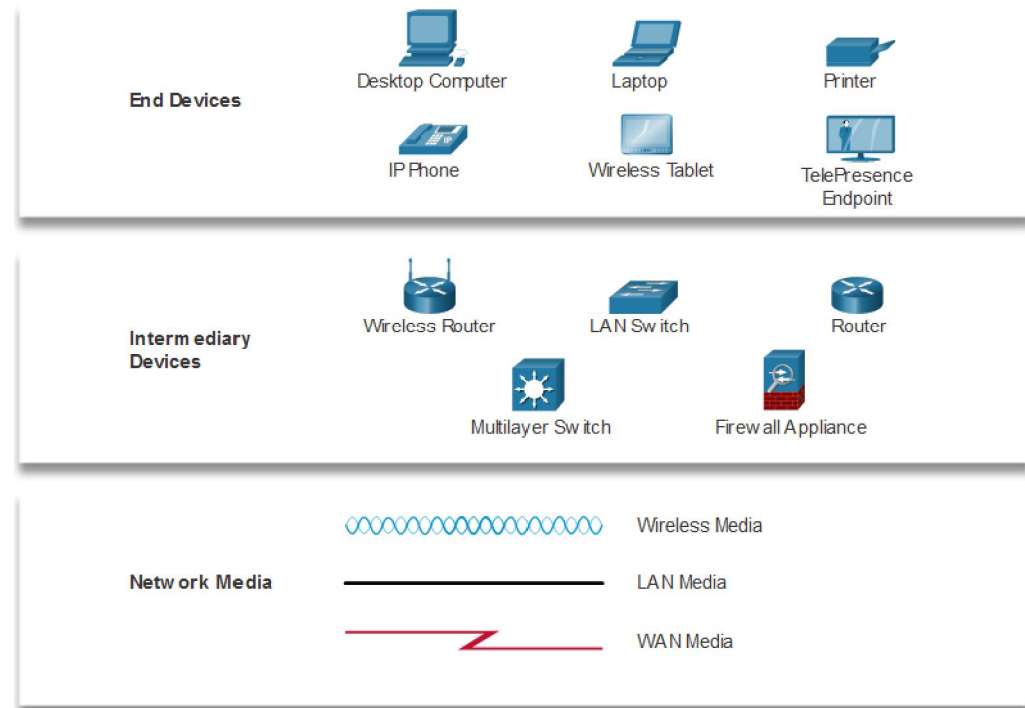 Desktop Computer
Laptop
Printer
End Devices
IP Phone
Wireless Tablet
TelePresence
Endpoint
Wireless Router
LAN Switch
Router
Intermediary
Devices
Multilayer Switch
Firewall Appliance
Wireless Media
Network Media
LAN Media
WAN Media